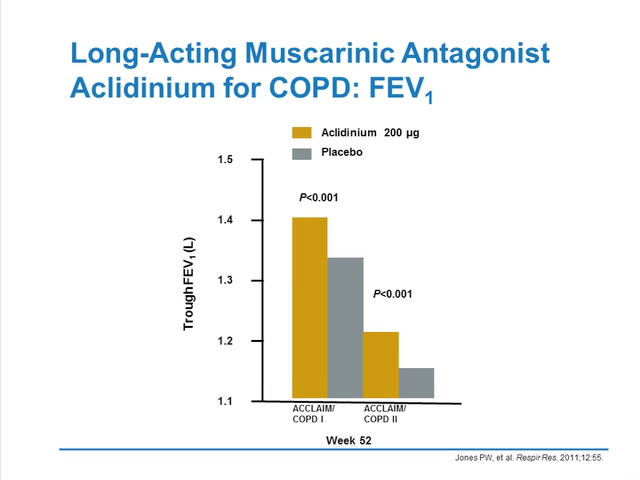 Long-Acting Muscarinic Antagonist
Aclidinium for COPD: FEV1
Aclidinium 200 µg
Placebo
1.5
1.4
1.3
1.2
1.1
Trough FEV1 (L)
P<0.001
P<0.001
ACCLAIM/
COPD I
ACCLAIM/
COPD II
Week 52
Jones PW, et al. Respir Res. 2011;12:55.